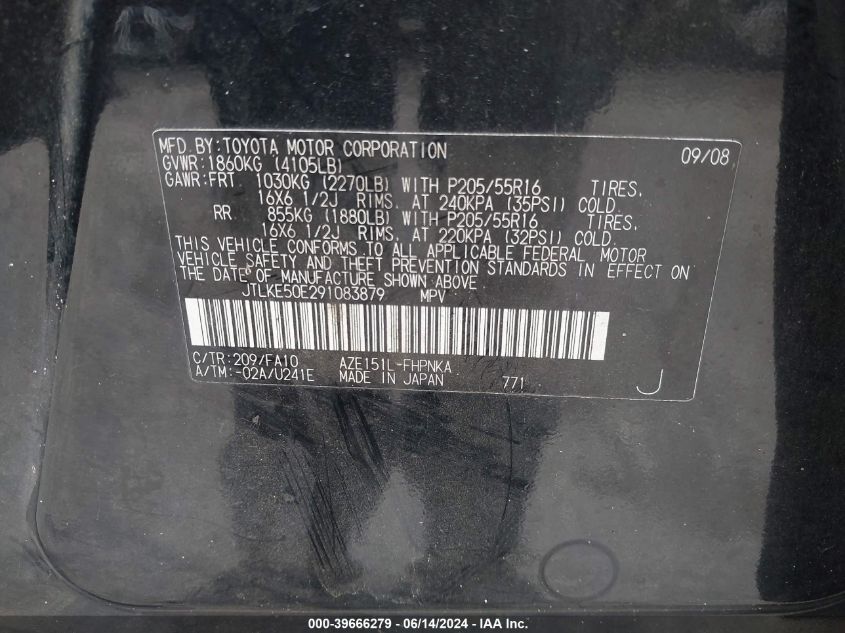 MFD.BY:TOYOTA MOTOR CORPORATION 09/08
GVWR:1860KG (4105LB)
GAWR:FRT 1030KG (2270LB) WITH P205/55R16 TIRES,
16X6 1/2J RIMS, AT 240KPA (35PSI) COLD.
RR 855KG (1880LB) WITH P205/55R16 TIRES,
16X6 1/2J RIMS, AT 220KPA (32PSI) COLD.
THIS VEHICLE CONFORMS TO ALL APPLICABLE FEDERAL MOTOR
VEHICLE SAFETY AND THEFT PREVENTION STANDARDS IN EFFECT ON
THE DATE OF MANUFACTURE SHOWN ABOVE.
JTLKE50E291083879 MPV
C/TR:209/FA10 AZE151L-FHPNKA
A/TM:-02A/U241E MADE IN JAPAN 771 J
000-39666279 - 06/14/2024 - IAA Inc.